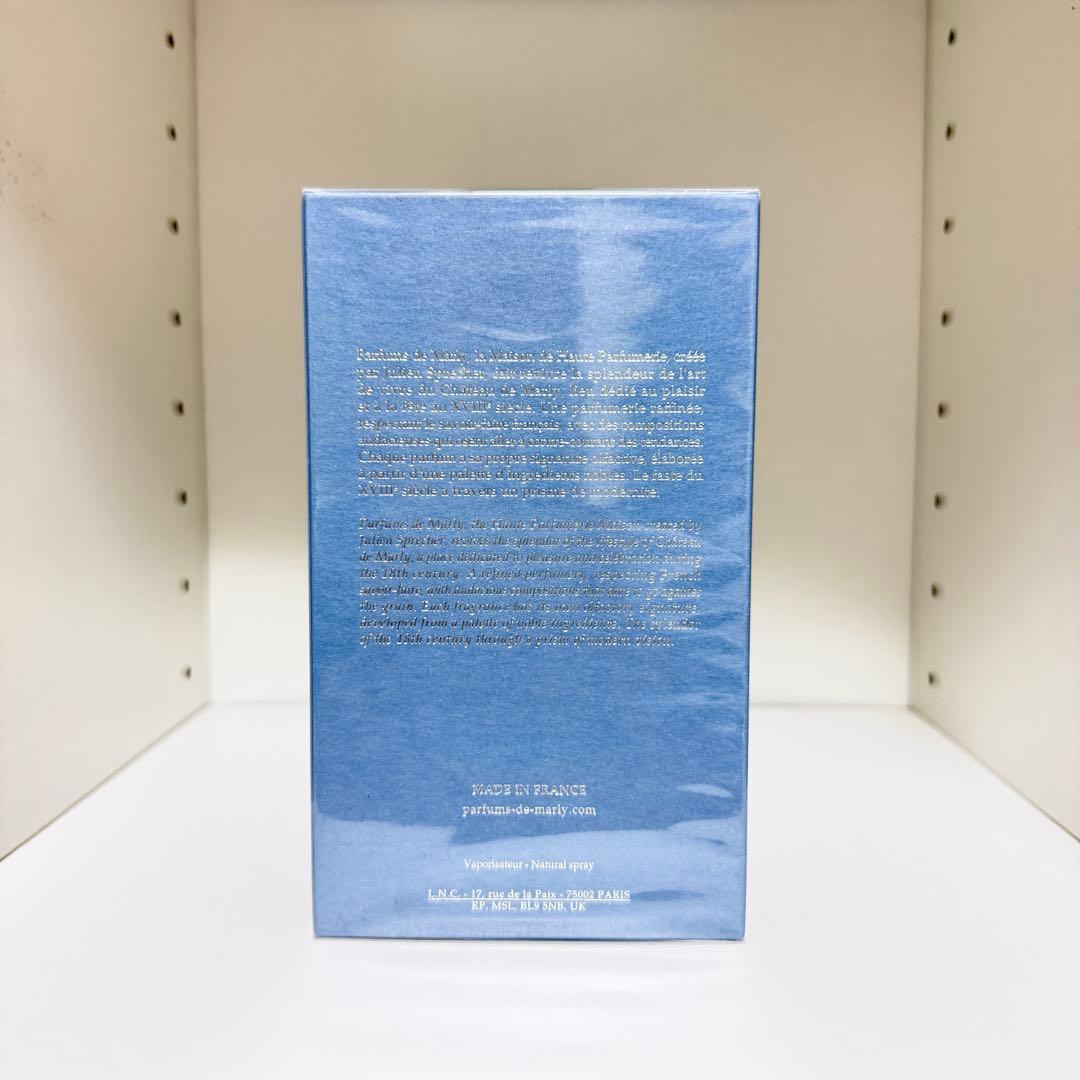 Parfums de Marly, la Maison de Haute Parfumerie, créée
par Julien Sprecher, fait revivre la splendeur de l'art
de vivre du Château de Marly, lieu dédié au plaisir
et à la fête au XVIIIᵉ siècle. Une parfumerie raffinée,
respectant le savoir-faire français, avec des compositions
audacieuses qui osent aller à contre-courant des tendances.
Chaque parfum a sa propre signature olfactive, élaborée
à partir d'une palette d'ingrédients nobles. Le faste du
XVIIIᵉ siècle à travers un prisme de modernité.
Parfums de Marly, the Haute Parfumerie Maison created by
Julien Sprecher, revives the splendor of the lifestyle of Château
de Marly, a place dedicated to pleasure and celebration during
the 18th century. A refined perfumery, respecting French
savoir-faire, with audacious compositions that dare to go against
the grain. Each fragrance has its own olfactory signature,
developed from a palette of noble ingredients. The splendor
of the 18th century through a prism of modern vision.
MADE IN FRANCE
parfums-de-marly.com
Vaporisateur • Natural spray
L.N.C. - 17, rue de la Paix - 75002 PARIS
RP. MSL, BL9 5NB. UK